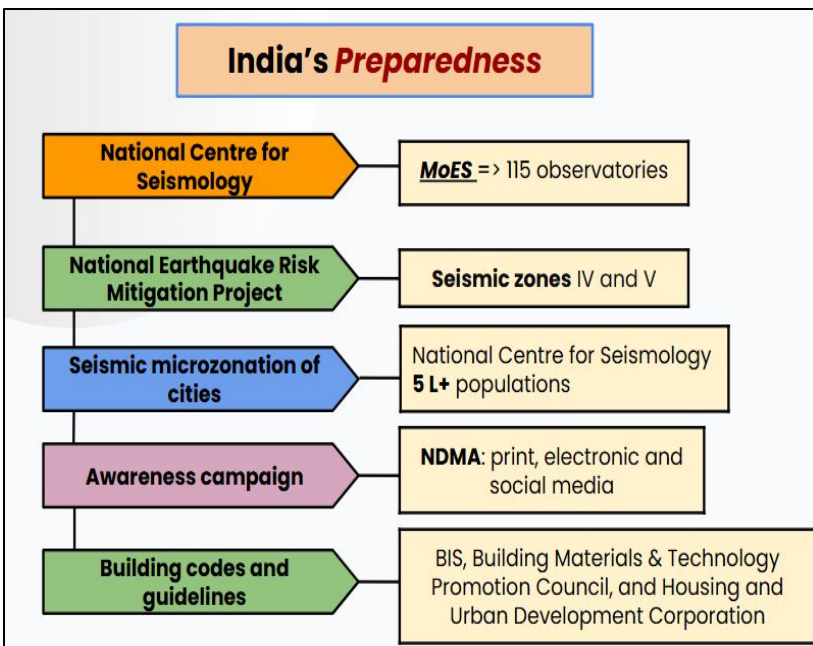 India's Preparedness
National Centre for
Seismology
MoES => 115 observatories
National Earthquake Risk
Mitigation Project
Seismic zones IV and V
Seismic microzonation of
cities
National Centre for Seismology
5 L+ populations
Awareness campaign
NDMA: print, electronic and
social media
Building codes and
guidelines
BIS, Building Materials & Technology
Promotion Council, and Housing and
Urban Development Corporation